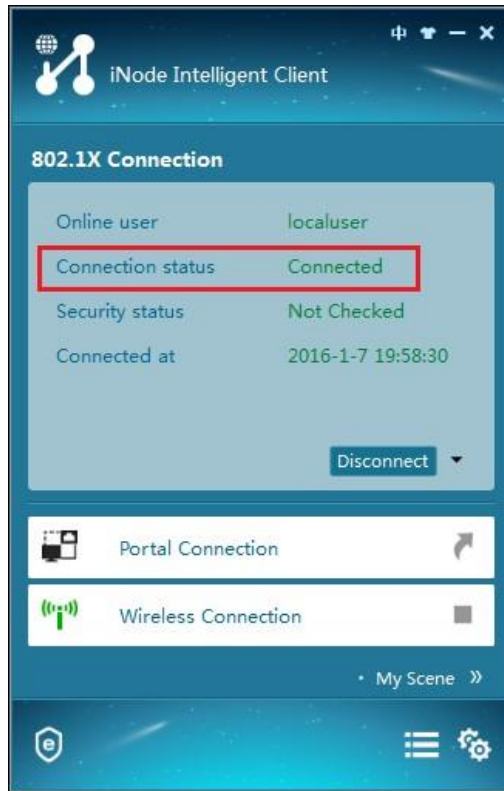 中
iNode Intelligent Client
802.1X Connection
Online user localuser
Connection status Connected
Security status Not Checked
Connected at 2016-1-7 19:58:30
Disconnect
Portal Connection
Wireless Connection
· My Scene »
e